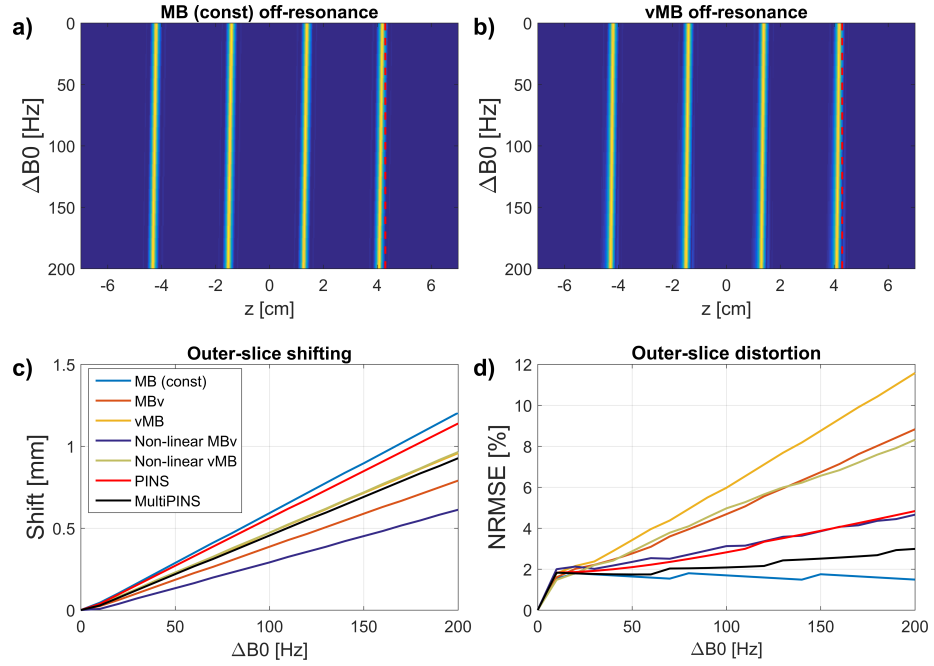 a)
MB (const) off-resonance
ΔB0 [Hz]
0
50
100
150
200
-6 -4 -2 0 2 4 6
z [cm]
b)
vMB off-resonance
ΔB0 [Hz]
0
50
100
150
200
-6 -4 -2 0 2 4 6
z [cm]
c)
Outer-slice shifting
Shift [mm]
1.5
1
0.5
0
MB (const)
MBv
vMB
Non-linear MBv
Non-linear vMB
PINS
MultiPINS
0 50 100 150 200
ΔB0 [Hz]
d)
Outer-slice distortion
NRMSE [%]
12
10
8
6
4
2
0
0 50 100 150 200
ΔB0 [Hz]